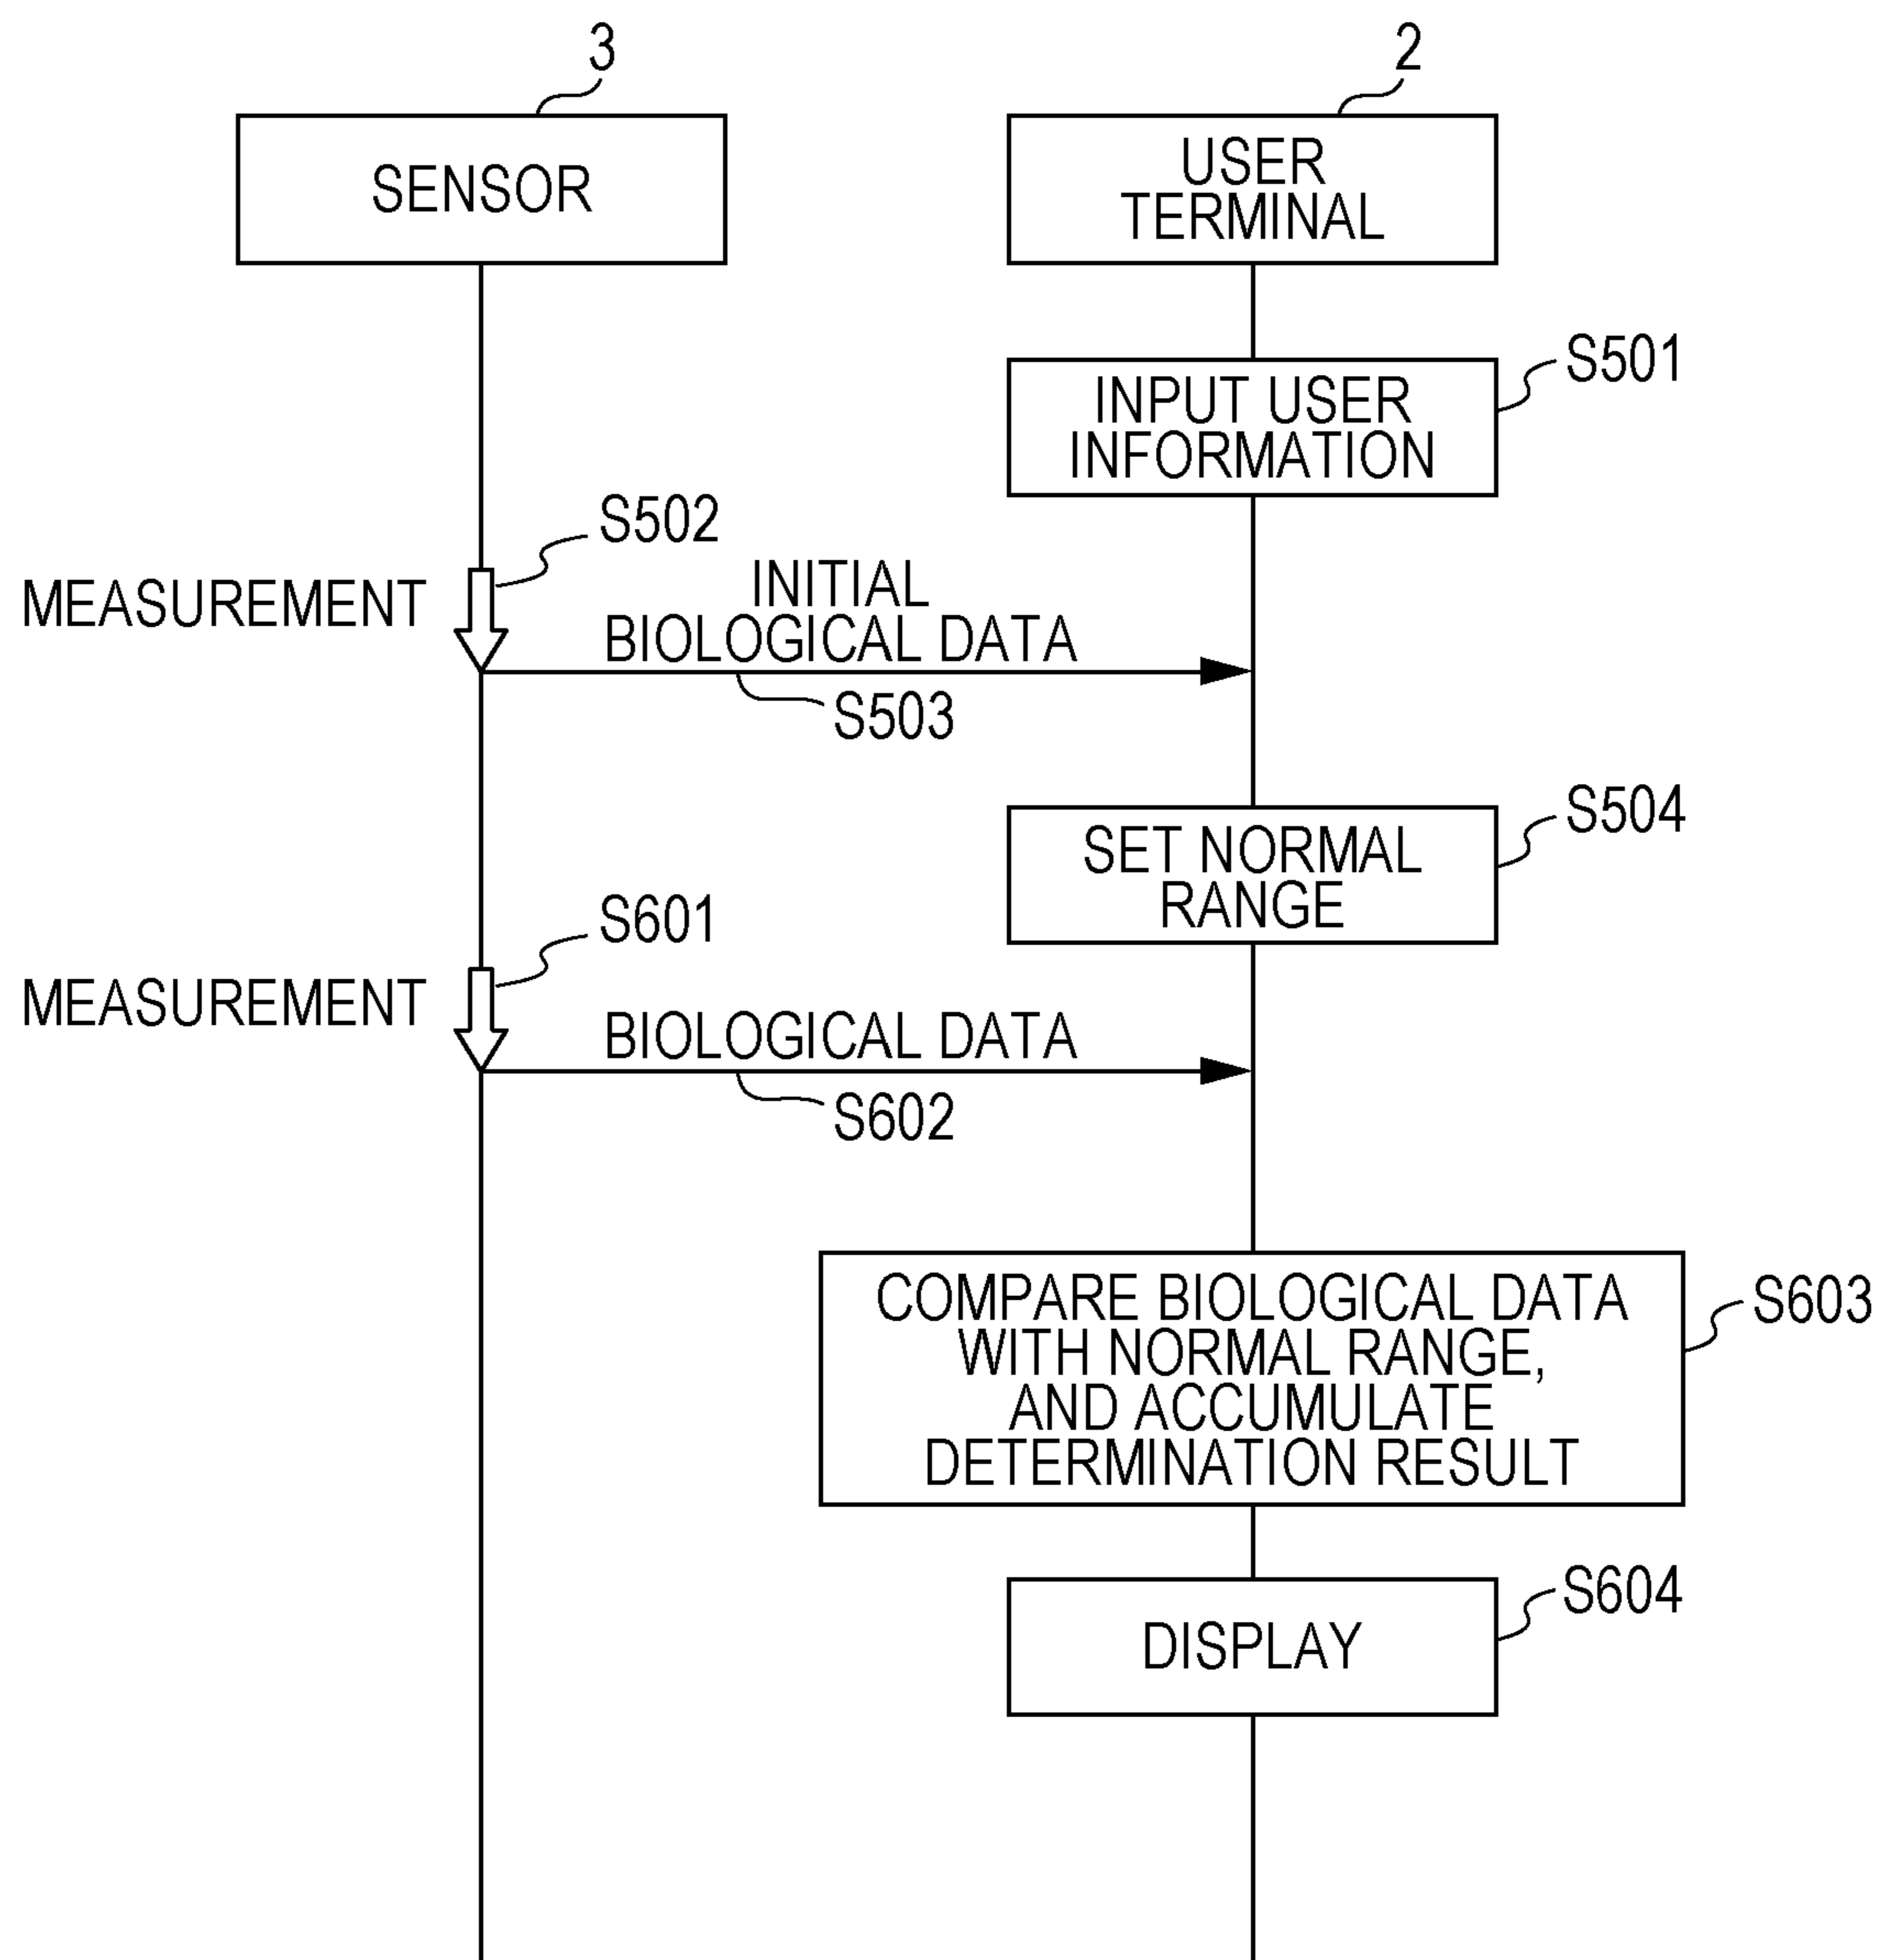 3
2
SENSOR
USER
TERMINAL
S501
INPUT USER
INFORMATION
S502
MEASUREMENT
INITIAL
BIOLOGICAL DATA
S503
S504
SET NORMAL
RANGE
S601
MEASUREMENT
BIOLOGICAL DATA
S602
COMPARE BIOLOGICAL DATA
WITH NORMAL RANGE,
AND ACCUMULATE
DETERMINATION RESULT
S603
S604
DISPLAY